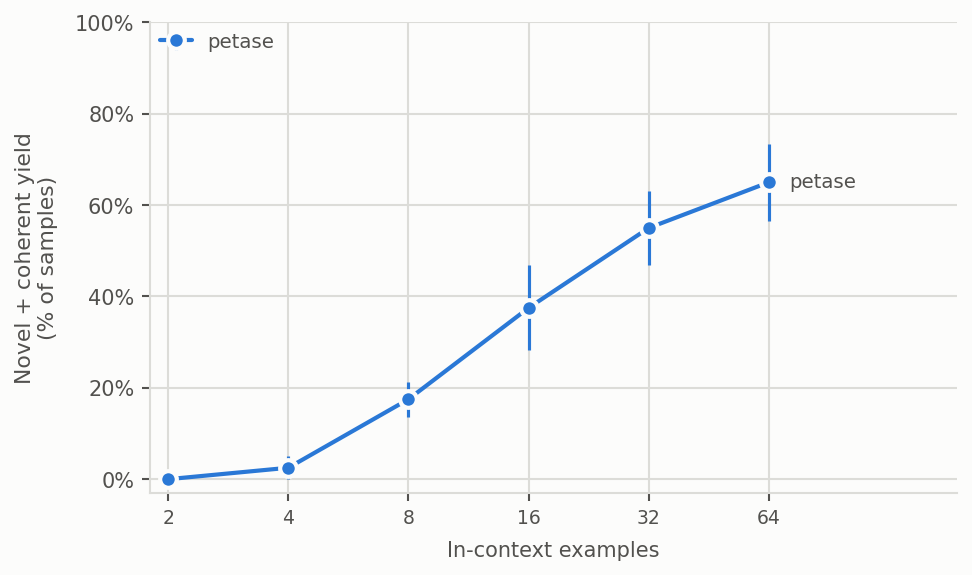 100%
80%
60%
40%
20%
0%
Novel + coherent yield
(% of samples)
petase
petase
2
4
8
16
32
64
In-context examples